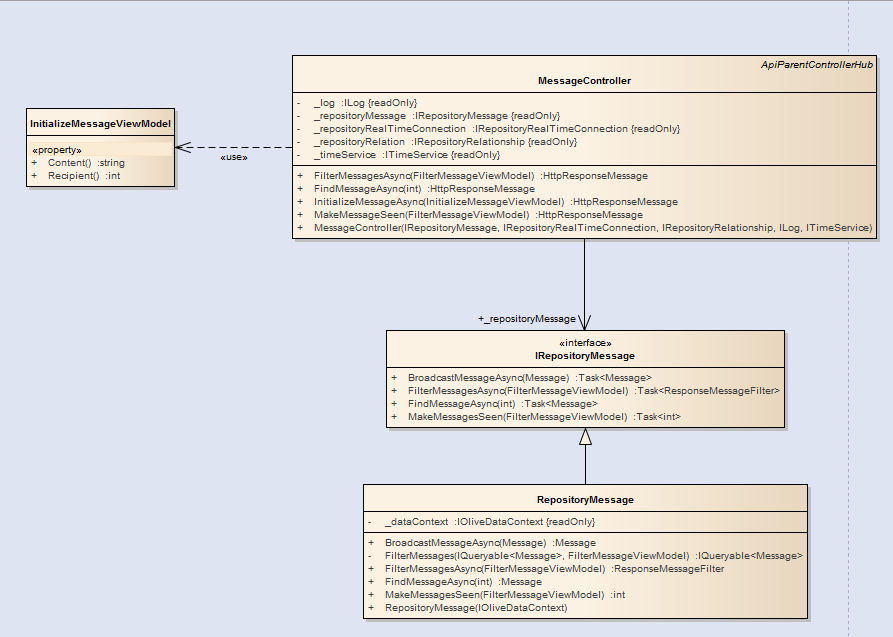 ApiParentControllerHub
MessageController
- _log :ILog {readOnly}
- _repositoryMessage :IRepositoryMessage {readOnly}
- _repositoryRealTimeConnection :IRepositoryRealTimeConnection {readOnly}
- _repositoryRelation :IRepositoryRelationship {readOnly}
- _timeService :ITimeService {readOnly}
+ FilterMessagesAsync(FilterMessageViewModel) :HttpResponseMessage
+ FindMessageAsync(int) :HttpResponseMessage
+ InitializeMessageAsync(InitializeMessageViewModel) :HttpResponseMessage
+ MakeMessageSeen(FilterMessageViewModel) :HttpResponseMessage
+ MessageController(IRepositoryMessage, IRepositoryRealTimeConnection, IRepositoryRelationship, ILog, ITimeService)
InitializeMessageViewModel
«property»
+ Content() :string
+ Recipient() :int
«use»
+_repositoryMessage
«interface»
IRepositoryMessage
+ BroadcastMessageAsync(Message) :Task<Message>
+ FilterMessagesAsync(FilterMessageViewModel) :Task<ResponseMessageFilter>
+ FindMessageAsync(int) :Task<Message>
+ MakeMessagesSeen(FilterMessageViewModel) :Task<int>
RepositoryMessage
- _dataContext :IOliveDataContext {readOnly}
+ BroadcastMessageAsync(Message) :Message
- FilterMessages(IQueryable<Message>, FilterMessageViewModel) :IQueryable<Message>
+ FilterMessagesAsync(FilterMessageViewModel) :ResponseMessageFilter
+ FindMessageAsync(int) :Message
+ MakeMessagesSeen(FilterMessageViewModel) :int
+ RepositoryMessage(IOliveDataContext)